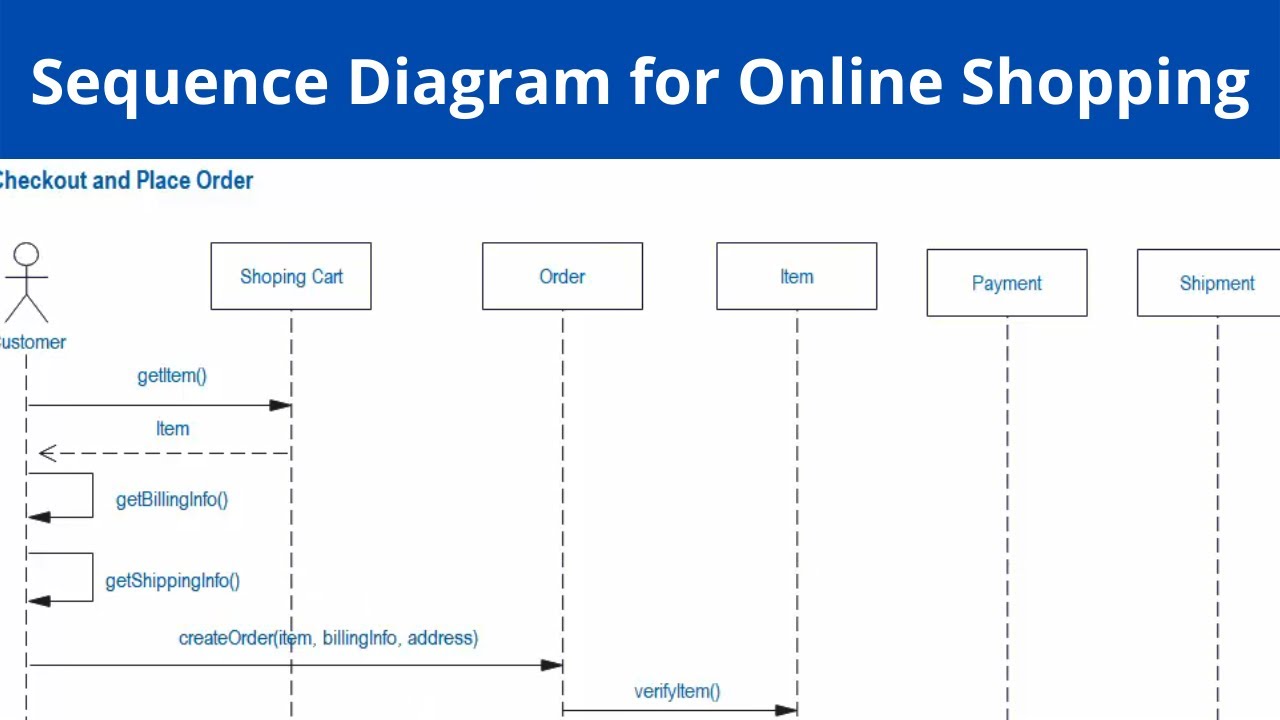 Sequence Diagram for Online Shopping
Checkout and Place Order
Shoping Cart
Order
Item
Payment
Shipment
Customer
getItem()
Item
getBillingInfo()
getShippingInfo()
createOrder(item, billingInfo, address)
verifyItem()